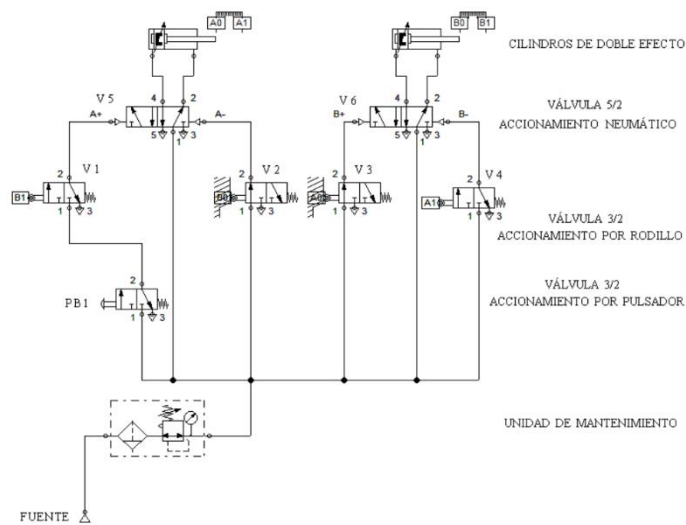 A0 A1
B0 B1
CILINDROS DE DOBLE EFECTO
V 5
4 2
A+
A-
5 1 3
V 6
4 2
B+
B-
5 1 3
VÁLVULA 5/2
ACCIONAMIENTO NEUMÁTICO
V 1
2
B1
1 3
V 2
2
B0
1 3
V 3
2
A0
1 3
V 4
2
A1
1 3
VÁLVULA 3/2
ACCIONAMIENTO POR RODILLO
PB1
2
1 3
VÁLVULA 3/2
ACCIONAMIENTO POR PULSADOR
UNIDAD DE MANTENIMIENTO
FUENTE